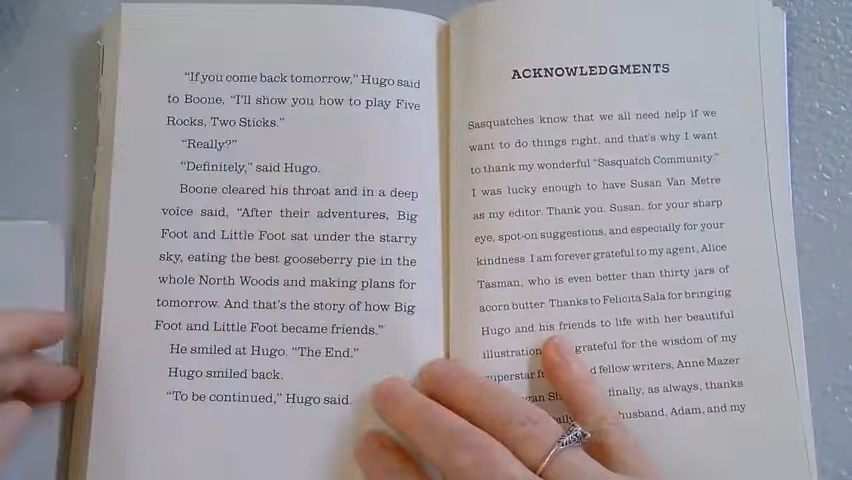 "If you come back tomorrow," Hugo said
to Boone, "I'll show you how to play Five
Rocks, Two Sticks."
"Really?"
"Definitely," said Hugo.
Boone cleared his throat and in a deep
voice said, "After their adventures, Big
Foot and Little Foot sat under the starry
sky, eating the best gooseberry pie in the
whole North Woods and making plans for
tomorrow. And that's the story of how Big
Foot and Little Foot became friends."
He smiled at Hugo. "The End."
Hugo smiled back.
"To be continued," Hugo said.
ACKNOWLEDGMENTS
Sasquatches know that we all need help if we
want to do things right, and that's why I want
to thank my wonderful "Sasquatch Community."
I was lucky enough to have Susan Van Metre
as my editor. Thank you, Susan, for your sharp
eye, spot-on suggestions, and especially for your
kindness. I am forever grateful to my agent, Alice
Tasman, who is even better than thirty jars of
acorn butter. Thanks to Felicita Sala for bringing
Hugo and his friends to life with her beautiful
illustration grateful for the wisdom of my
superstar fellow writers, Anne Mazer
finally, as always, thanks
husband, Adam, and my